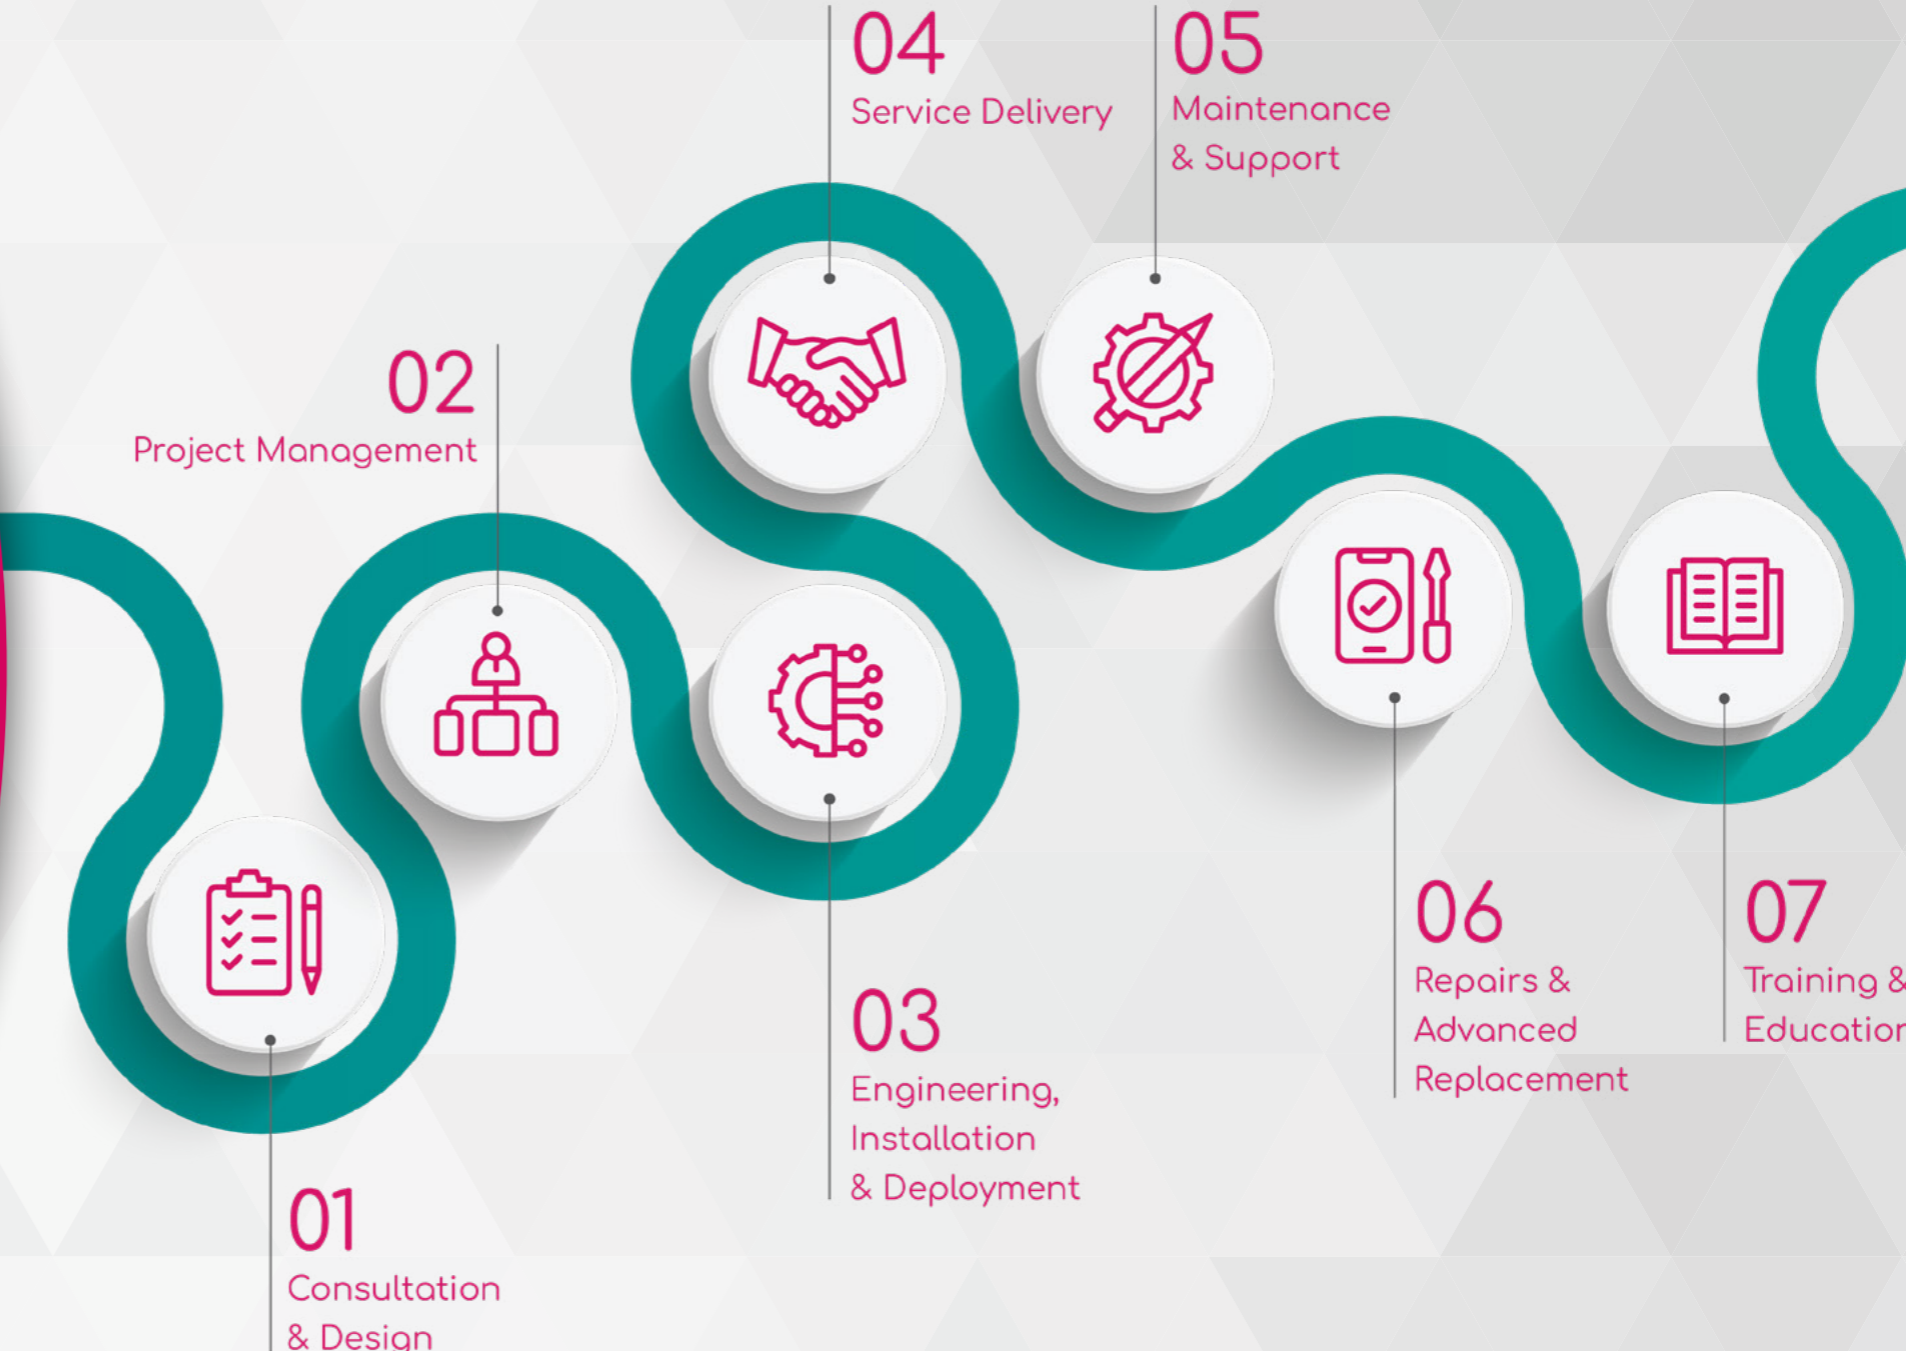 01
Consultation
& Design
02
Project Management
03
Engineering,
Installation
& Deployment
04
Service Delivery
05
Maintenance
& Support
06
Repairs &
Advanced
Replacement
07
Training &
Education